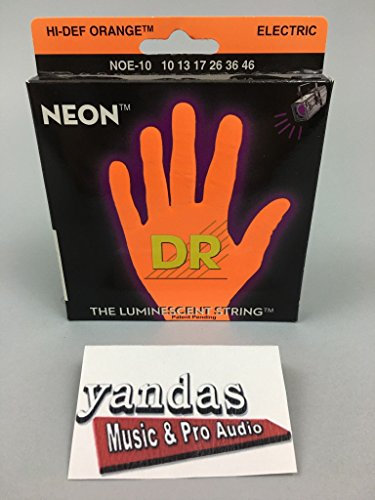 HI-DEF ORANGE™ ELECTRIC
NOE-10 10 13 17 26 36 46
NEON™
DR
THE LUMINESCENT STRING™
Patent Pending
yandas
Music & Pro Audio